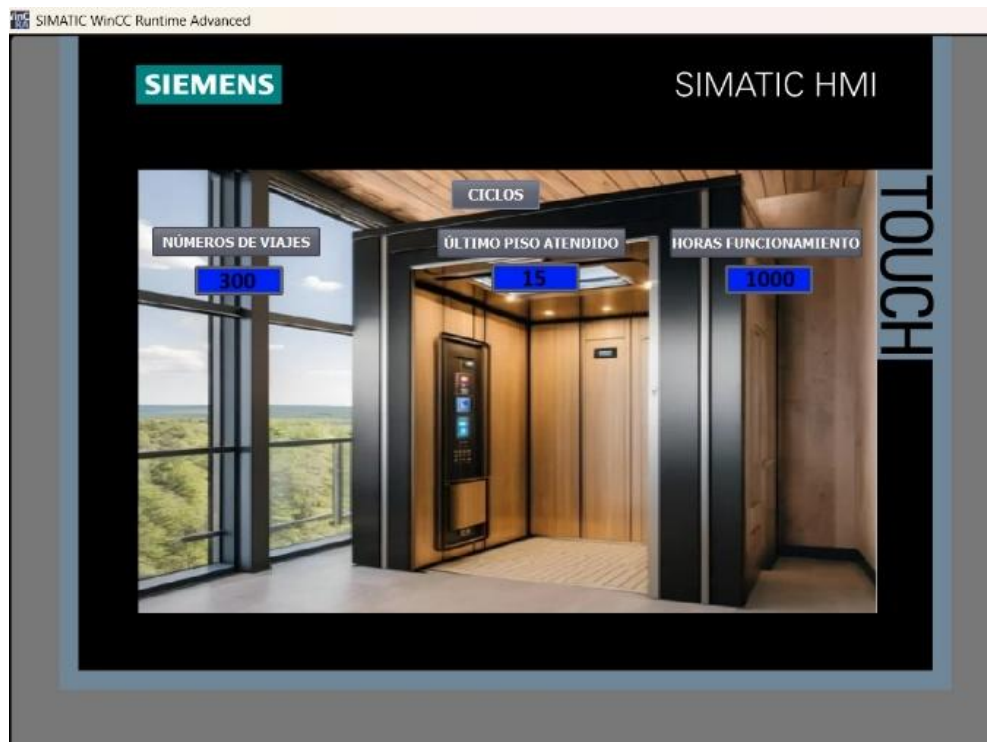 SIMATIC WinCC Runtime Advanced
SIEMENS
SIMATIC HMI
TOUCH
CICLOS
NÚMEROS DE VIAJES
ÚLTIMO PISO ATENDIDO
HORAS FUNCIONAMIENTO
300
15
1000